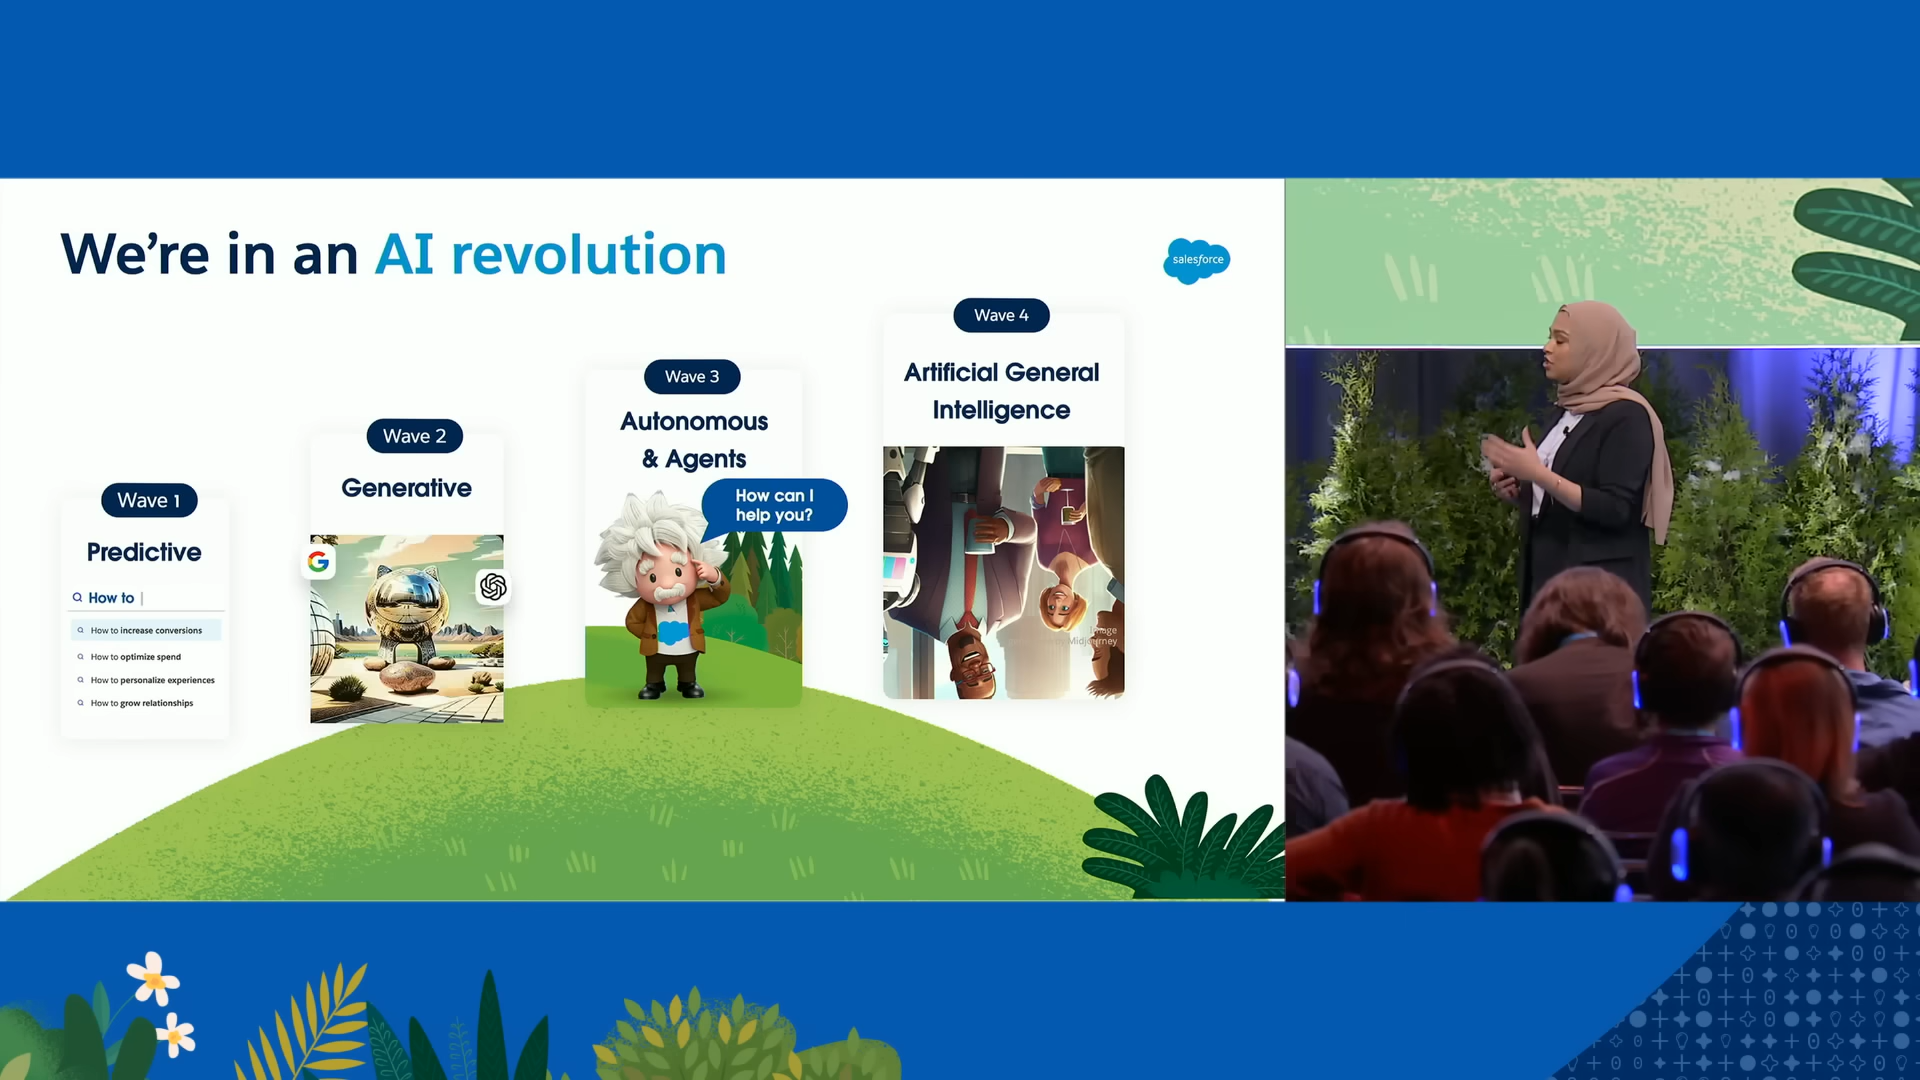 We're in an AI revolution
salesforce
Wave 1
Predictive
How to
How to increase conversions
How to optimize spend
How to personalize experiences
How to grow relationships
Wave 2
Generative
G
Wave 3
Autonomous
& Agents
How can I
help you?
Wave 4
Artificial General
Intelligence
Image
Midjourney